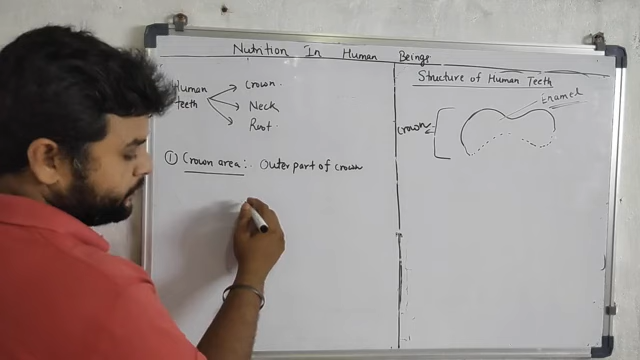 Nutrition In Human Beings
Human Teeth
Crown.
Neck
Root.
① Crown area:. Outer part of crown
Structure of Human Teeth
Enamel
crown